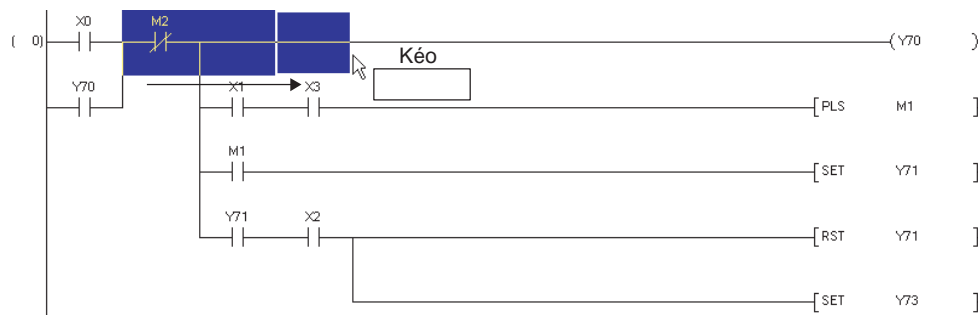 X0 M2
( 0) ( Y70 )
Kéo
Y70 X1 X3
[ PLS M1 ]
M1
[ SET Y71 ]
Y71 X2
[ RST Y71 ]
[ SET Y73 ]